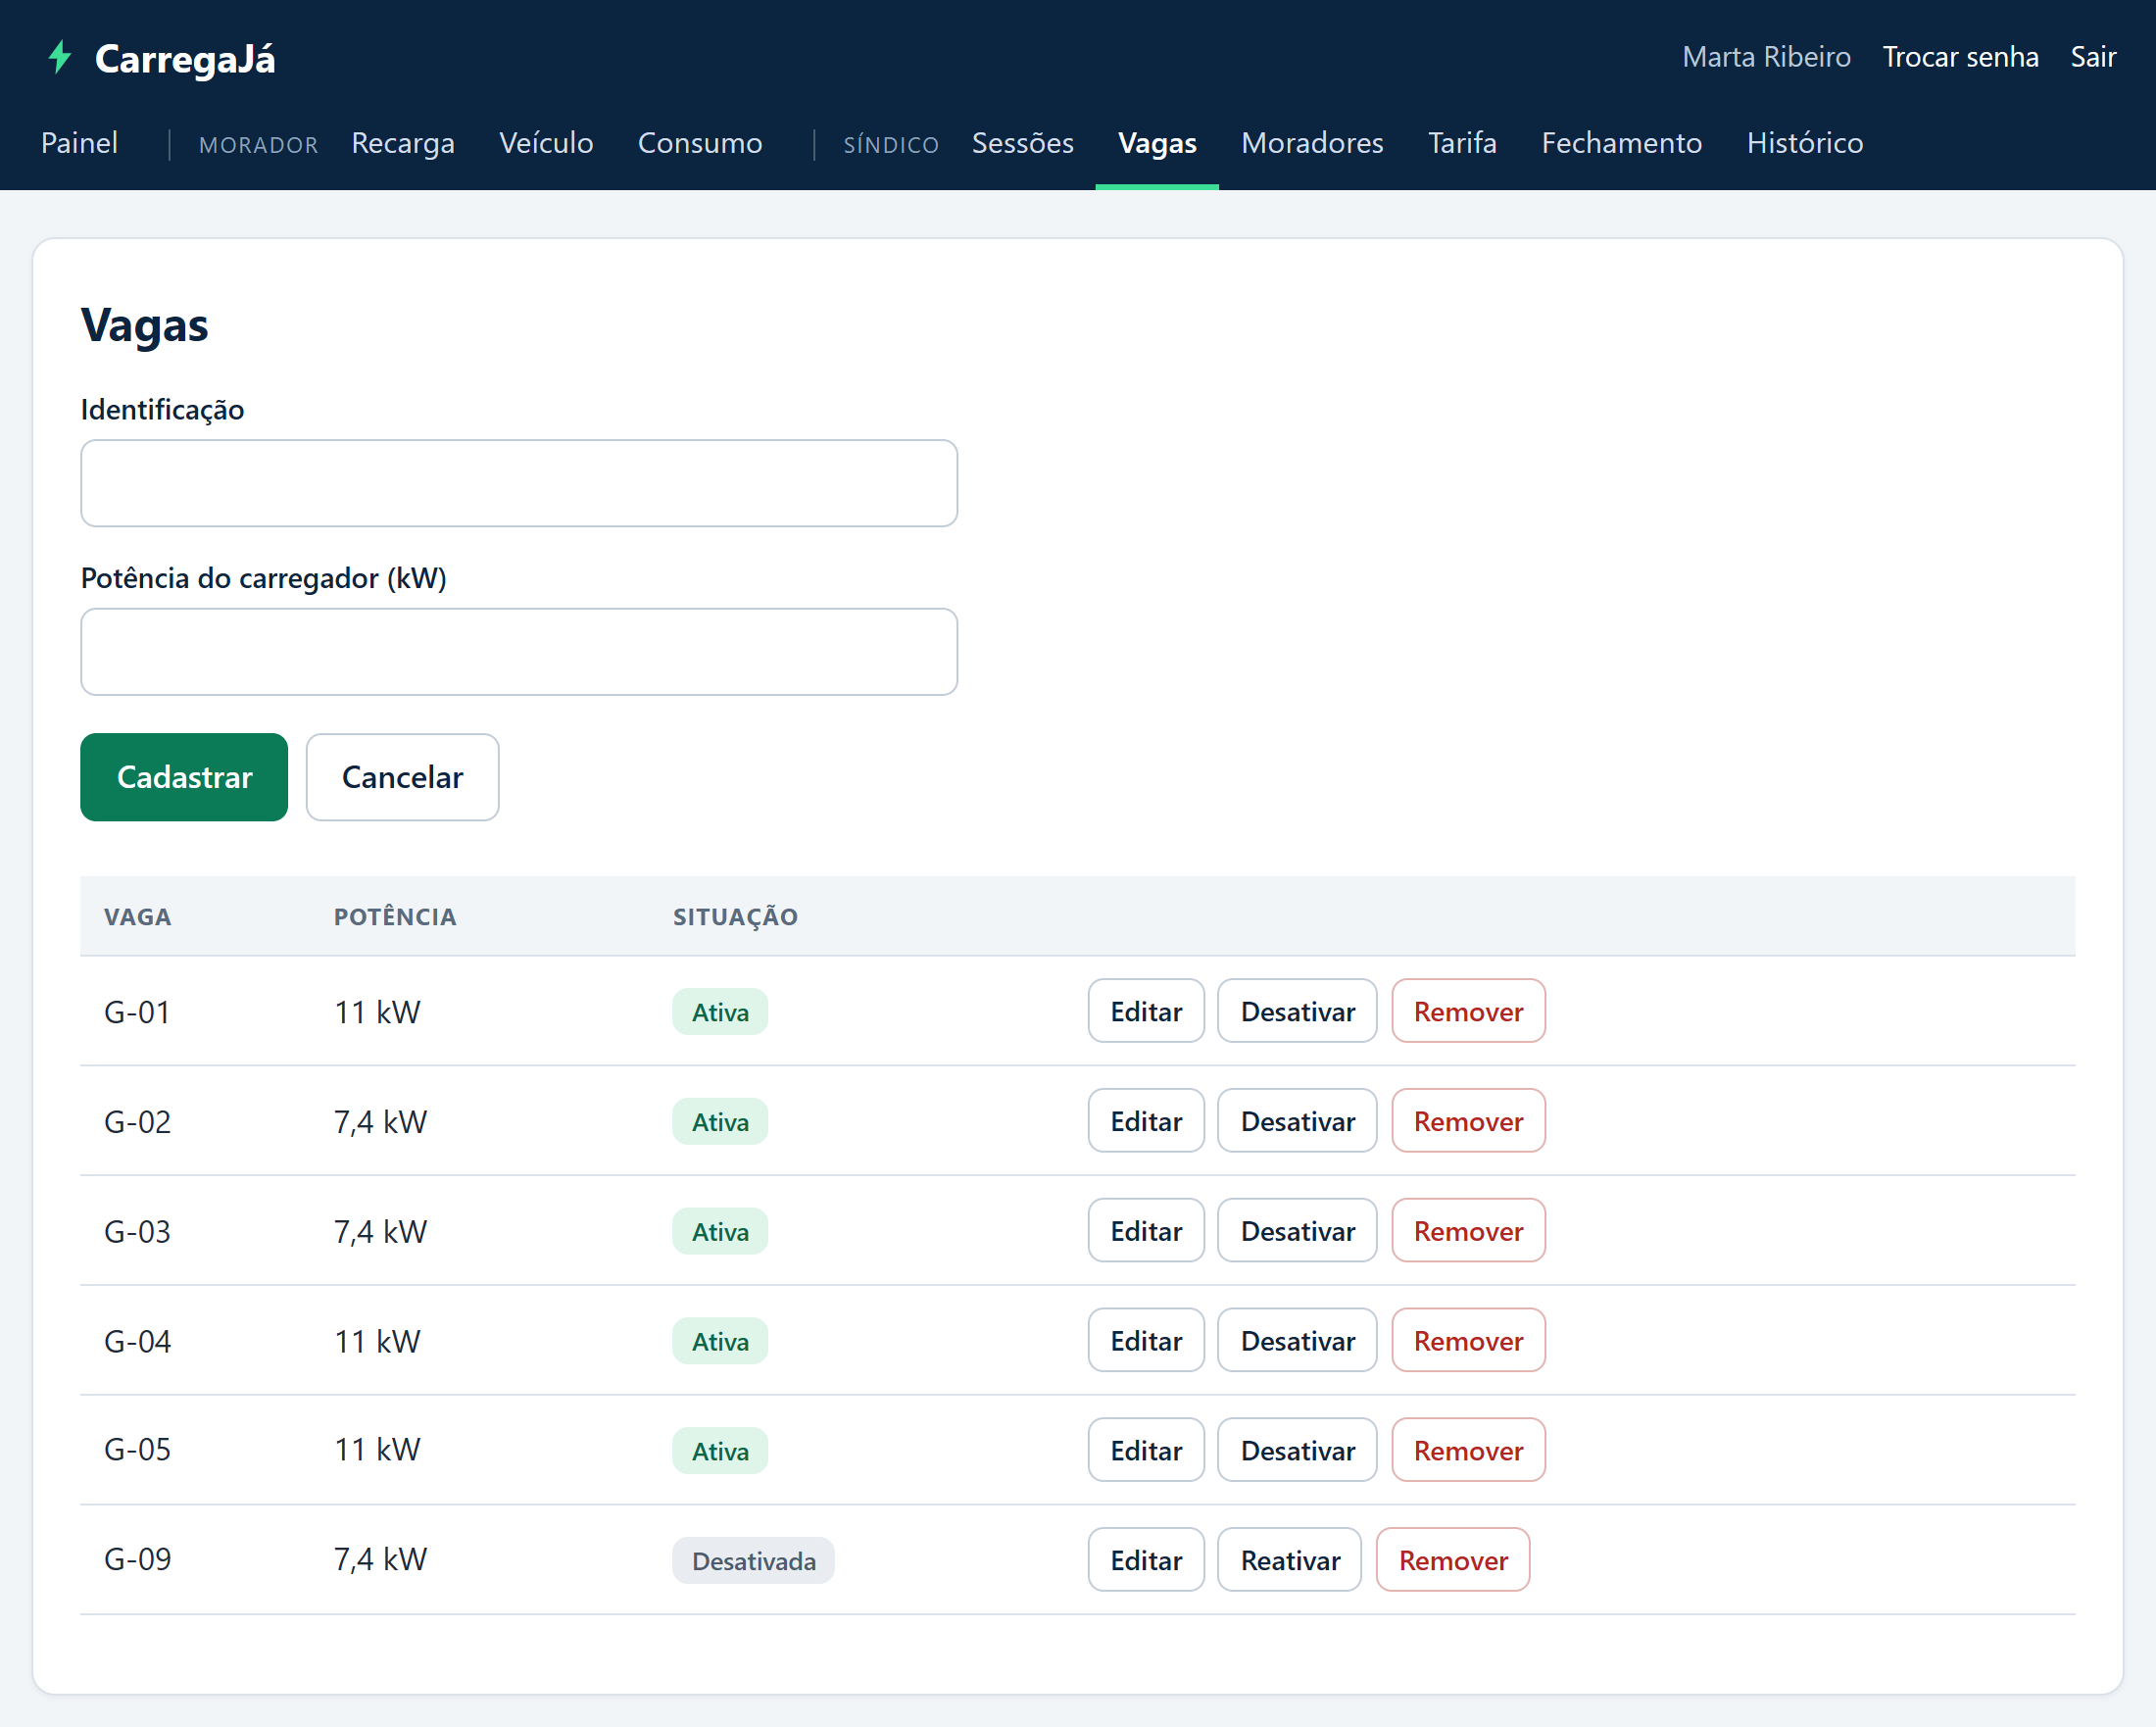 CarregaJá
Marta Ribeiro Trocar senha Sair
Painel MORADOR Recarga Veículo Consumo SÍNDICO Sessões Vagas Moradores Tarifa Fechamento Histórico
Vagas
Identificação
Potência do carregador (kW)
Cadastrar Cancelar
VAGA POTÊNCIA SITUAÇÃO
G-01 11 kW Ativa Editar Desativar Remover
G-02 7,4 kW Ativa Editar Desativar Remover
G-03 7,4 kW Ativa Editar Desativar Remover
G-04 11 kW Ativa Editar Desativar Remover
G-05 11 kW Ativa Editar Desativar Remover
G-09 7,4 kW Desativada Editar Reativar Remover